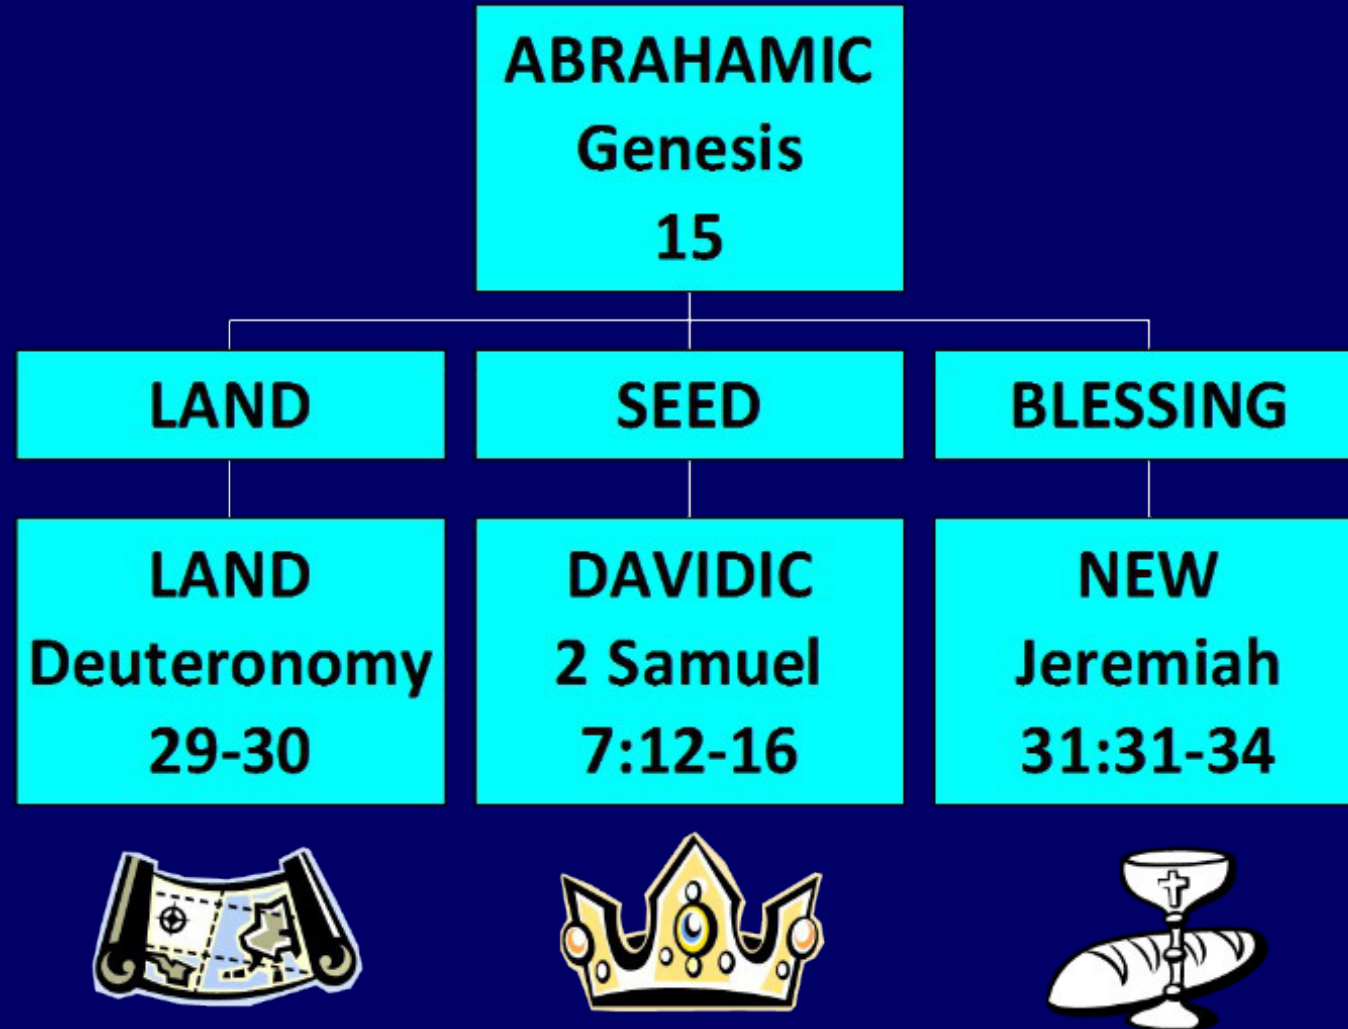 ABRAHAMIC
Genesis
15
LAND
SEED
BLESSING
LAND
Deuteronomy
29-30
DAVIDIC
2 Samuel
7:12-16
NEW
Jeremiah
31:31-34